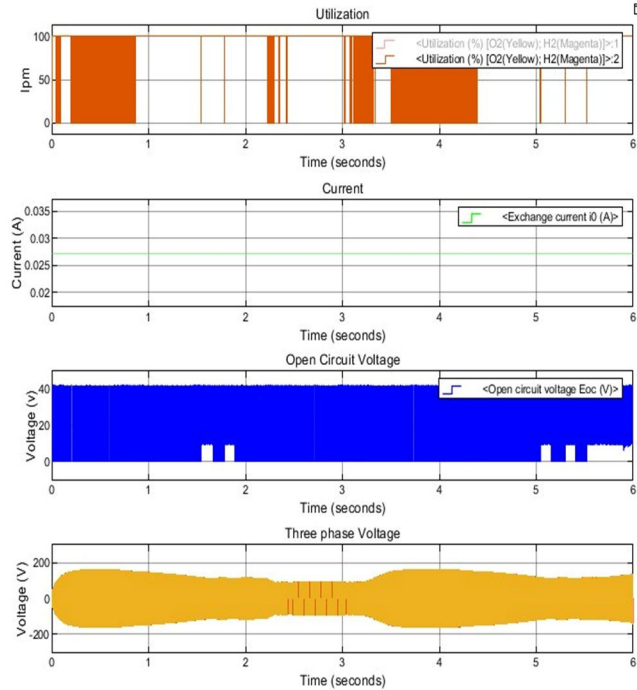 Utilization
<Utilization (%) [O2(Yellow); H2(Magenta)]>:1
<Utilization (%) [O2(Yellow); H2(Magenta)]>:2
100
50
0
lpm
0 1 2 3 4 5 6
Time (seconds)
Current
<Exchange current i0 (A)>
0.035
0.03
0.025
0.02
Current (A)
0 1 2 3 4 5 6
Time (seconds)
Open Circuit Voltage
<Open circuit voltage Eoc (V)>
40
20
0
Voltage (v)
0 1 2 3 4 5 6
Time (seconds)
Three phase Voltage
200
0
-200
Voltage (V)
0 1 2 3 4 5 6
Time (seconds)